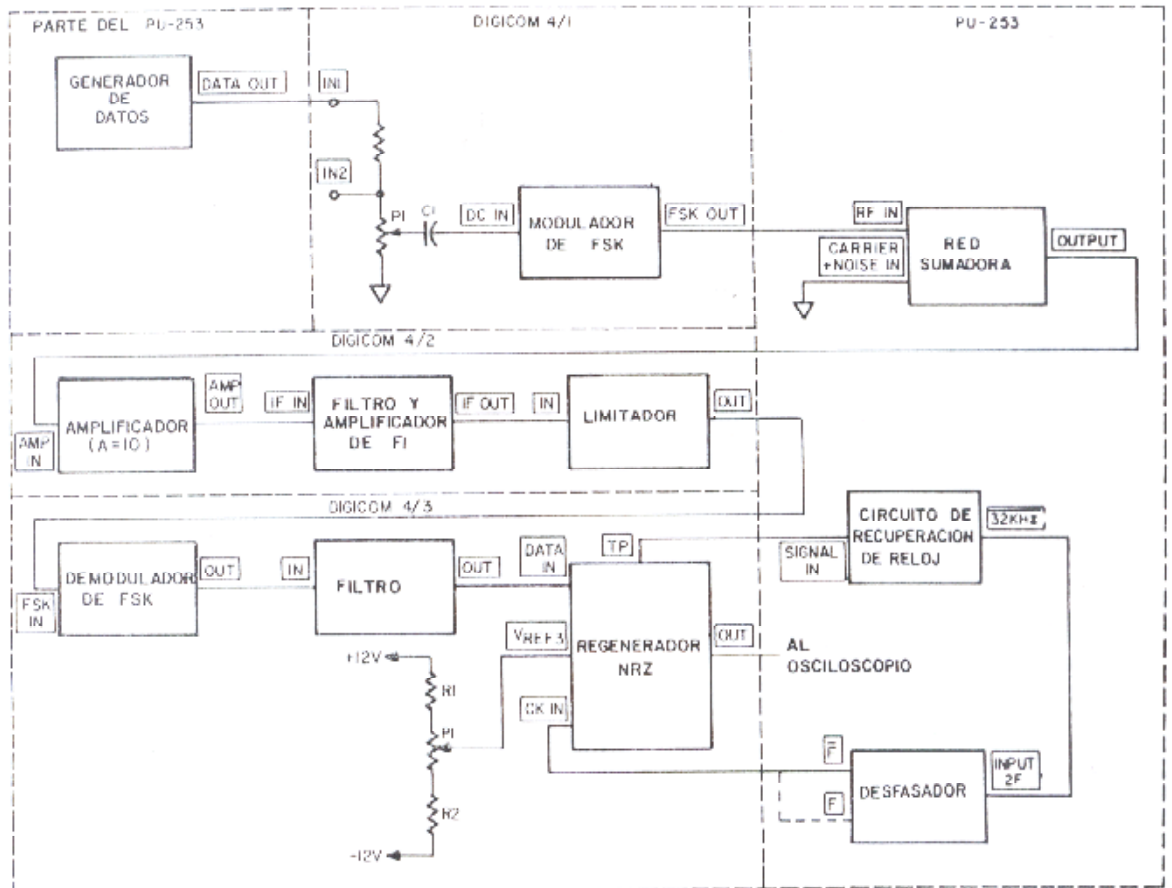 PARTE DEL PU-253
DIGICOM 4/1
PU-253
GENERADOR
DE
DATOS
DATA OUT
IN1
IN2
P1
C1
DC IN
MODULADOR
DE FSK
FSK OUT
RF IN
CARRIER
+NOISE IN
RED
SUMADORA
OUTPUT
DIGICOM 4/2
AMP
IN
AMPLIFICADOR
(A=10)
AMP
OUT
IF IN
FILTRO Y
AMPLIFICADOR
DE FI
IF OUT
IN
LIMITADOR
OUT
DIGICOM 4/3
FSK
IN
DEMODULADOR
DE FSK
OUT
IN
FILTRO
OUT
DATA
IN
TP
SIGNAL
IN
CIRCUITO DE
RECUPERACION
DE RELOJ
32KHz
VREF3
REGENERADOR
NRZ
OUT
AL
OSCILOSCOPIO
CK IN
+12V
R1
P1
R2
-12V
F̅
F
DESFASADOR
INPUT
2F